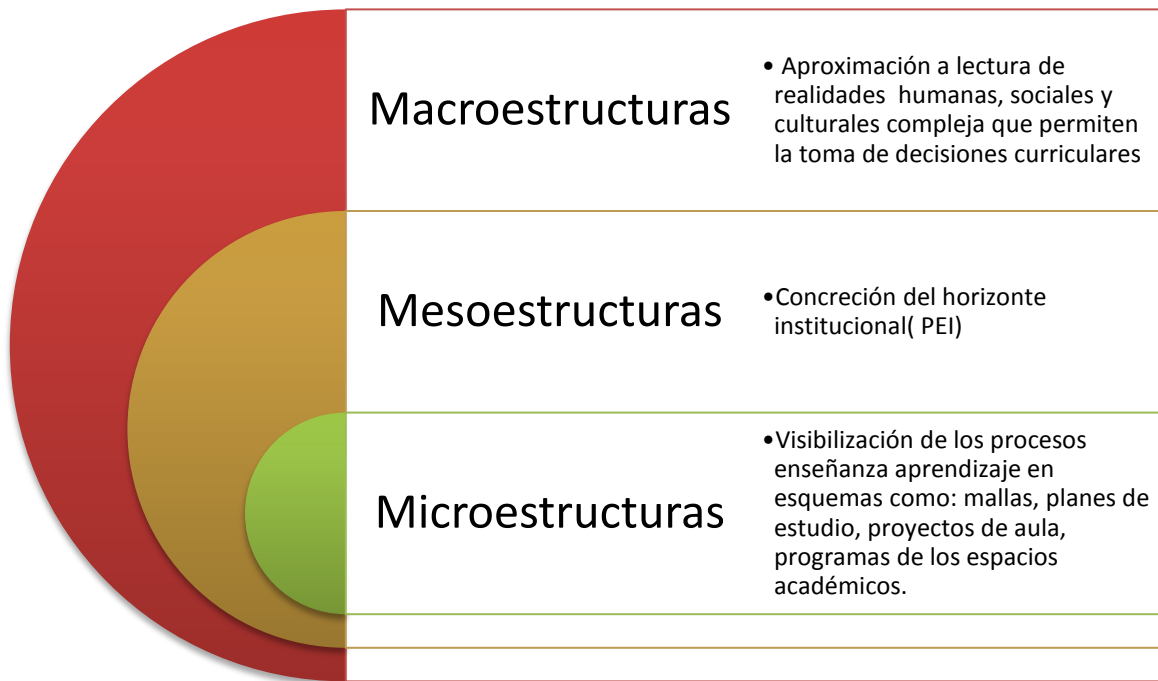 Macroestructuras
• Aproximación a lectura de
realidades humanas, sociales y
culturales compleja que permiten
la toma de decisiones curriculares
Mesoestructuras
•Concreción del horizonte
institucional( PEI)
Microestructuras
•Visibilización de los procesos
enseñanza aprendizaje en
esquemas como: mallas, planes de
estudio, proyectos de aula,
programas de los espacios
académicos.